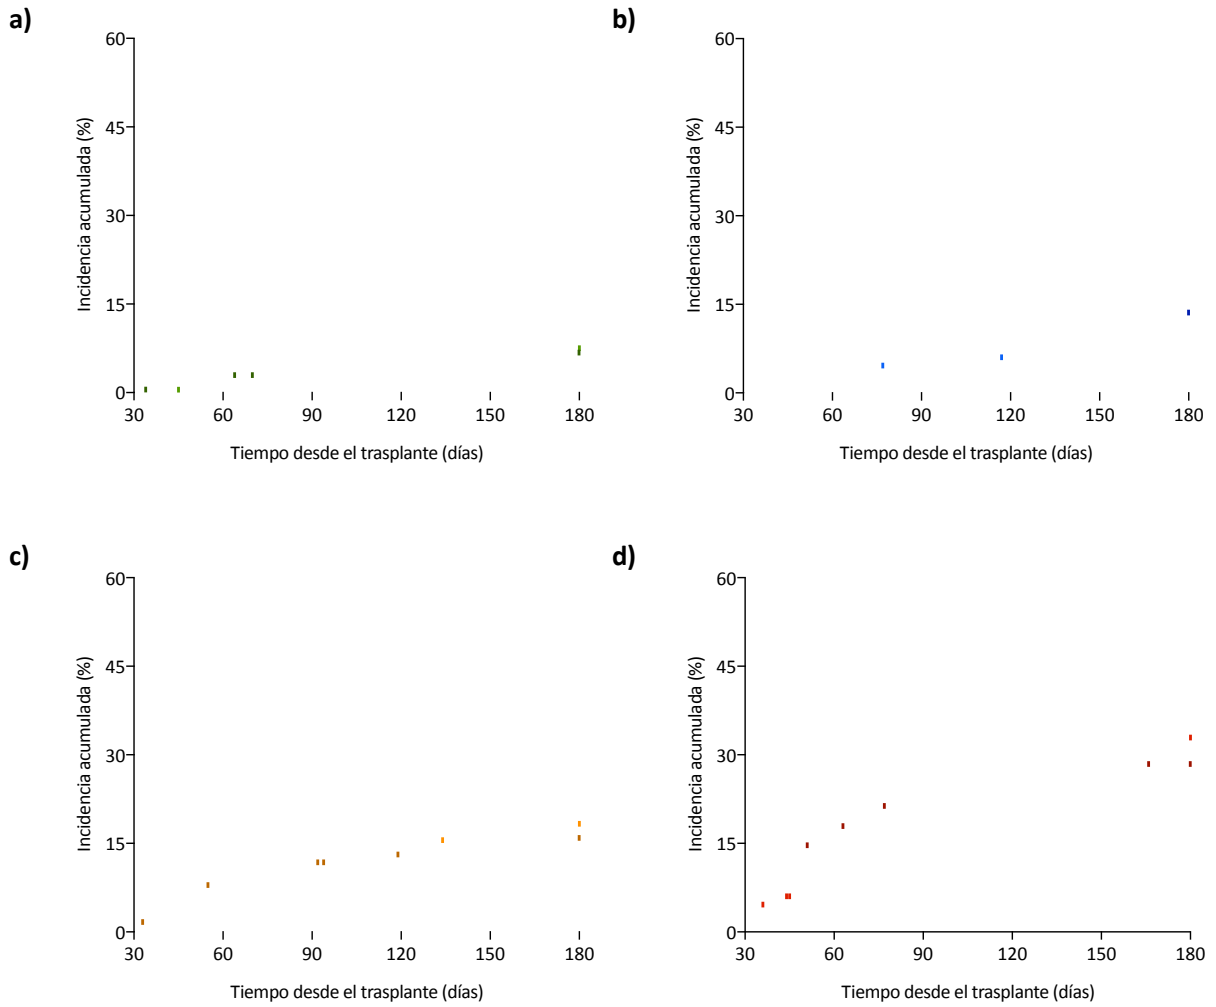 a)
60
45
30
15
0
Incidencia acumulada (%)
30 60 90 120 150 180
Tiempo desde el trasplante (días)
b)
60
45
30
15
0
Incidencia acumulada (%)
30 60 90 120 150 180
Tiempo desde el trasplante (días)
c)
60
45
30
15
0
Incidencia acumulada (%)
30 60 90 120 150 180
Tiempo desde el trasplante (días)
d)
60
45
30
15
0
Incidencia acumulada (%)
30 60 90 120 150 180
Tiempo desde el trasplante (días)